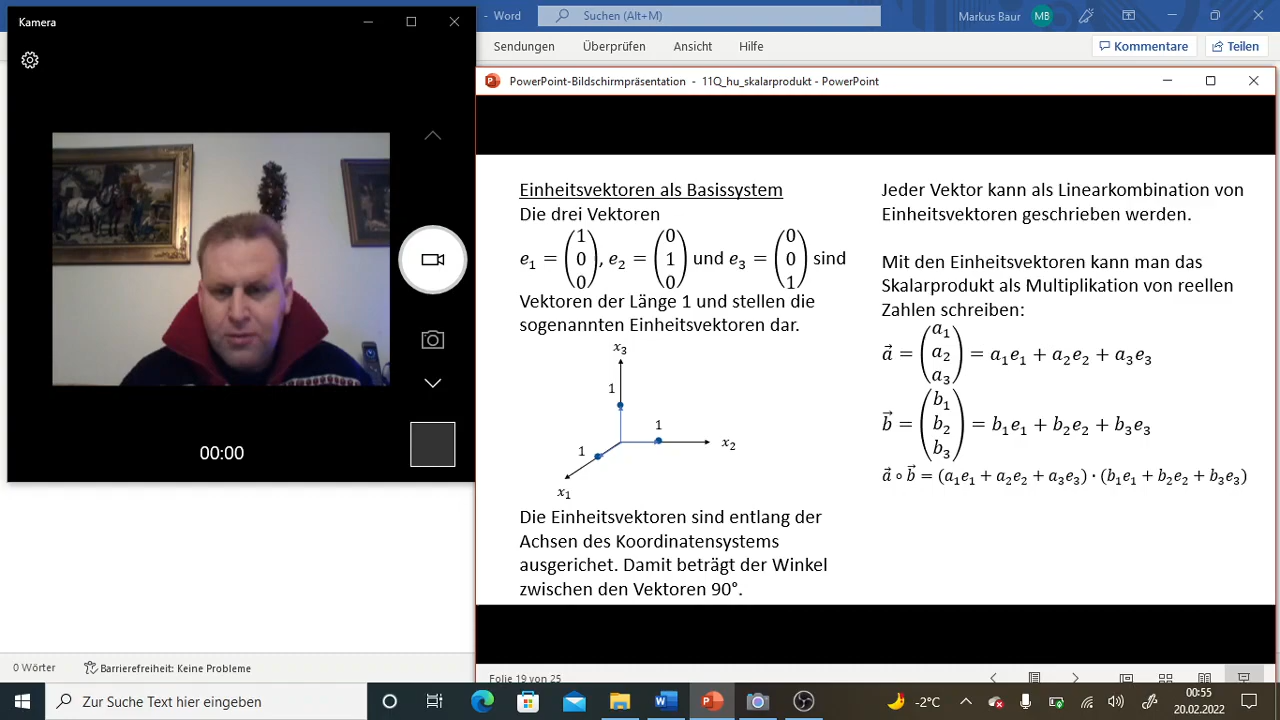 Kamera
- Word
Suchen (Alt+M)
Markus Baur
MB
Sendungen Überprüfen Ansicht Hilfe
Kommentare
Teilen
PowerPoint-Bildschirmpräsentation - 11Q_hu_skalarprodukt - PowerPoint
Einheitsvektoren als Basissystem
Die drei Vektoren
e₁ = (1 0 0), e₂ = (0 1 0) und e₃ = (0 0 1) sind
Vektoren der Länge 1 und stellen die
sogenannten Einheitsvektoren dar.
x₃
1
1
x₂
1
x₁
Die Einheitsvektoren sind entlang der
Achsen des Koordinatensystems
ausgerichet. Damit beträgt der Winkel
zwischen den Vektoren 90°.
Jeder Vektor kann als Linearkombination von
Einheitsvektoren geschrieben werden.
Mit den Einheitsvektoren kann man das
Skalarprodukt als Multiplikation von reellen
Zahlen schreiben:
a⃗ = (a₁ a₂ a₃) = a₁e₁ + a₂e₂ + a₃e₃
b⃗ = (b₁ b₂ b₃) = b₁e₁ + b₂e₂ + b₃e₃
a⃗ ∘ b⃗ = (a₁e₁ + a₂e₂ + a₃e₃) · (b₁e₁ + b₂e₂ + b₃e₃)
00:00
0 Wörter
Barrierefreiheit: Keine Probleme
Folie 19 von 25
Zur Suche Text hier eingeben
-2°C
00:55
20.02.2022